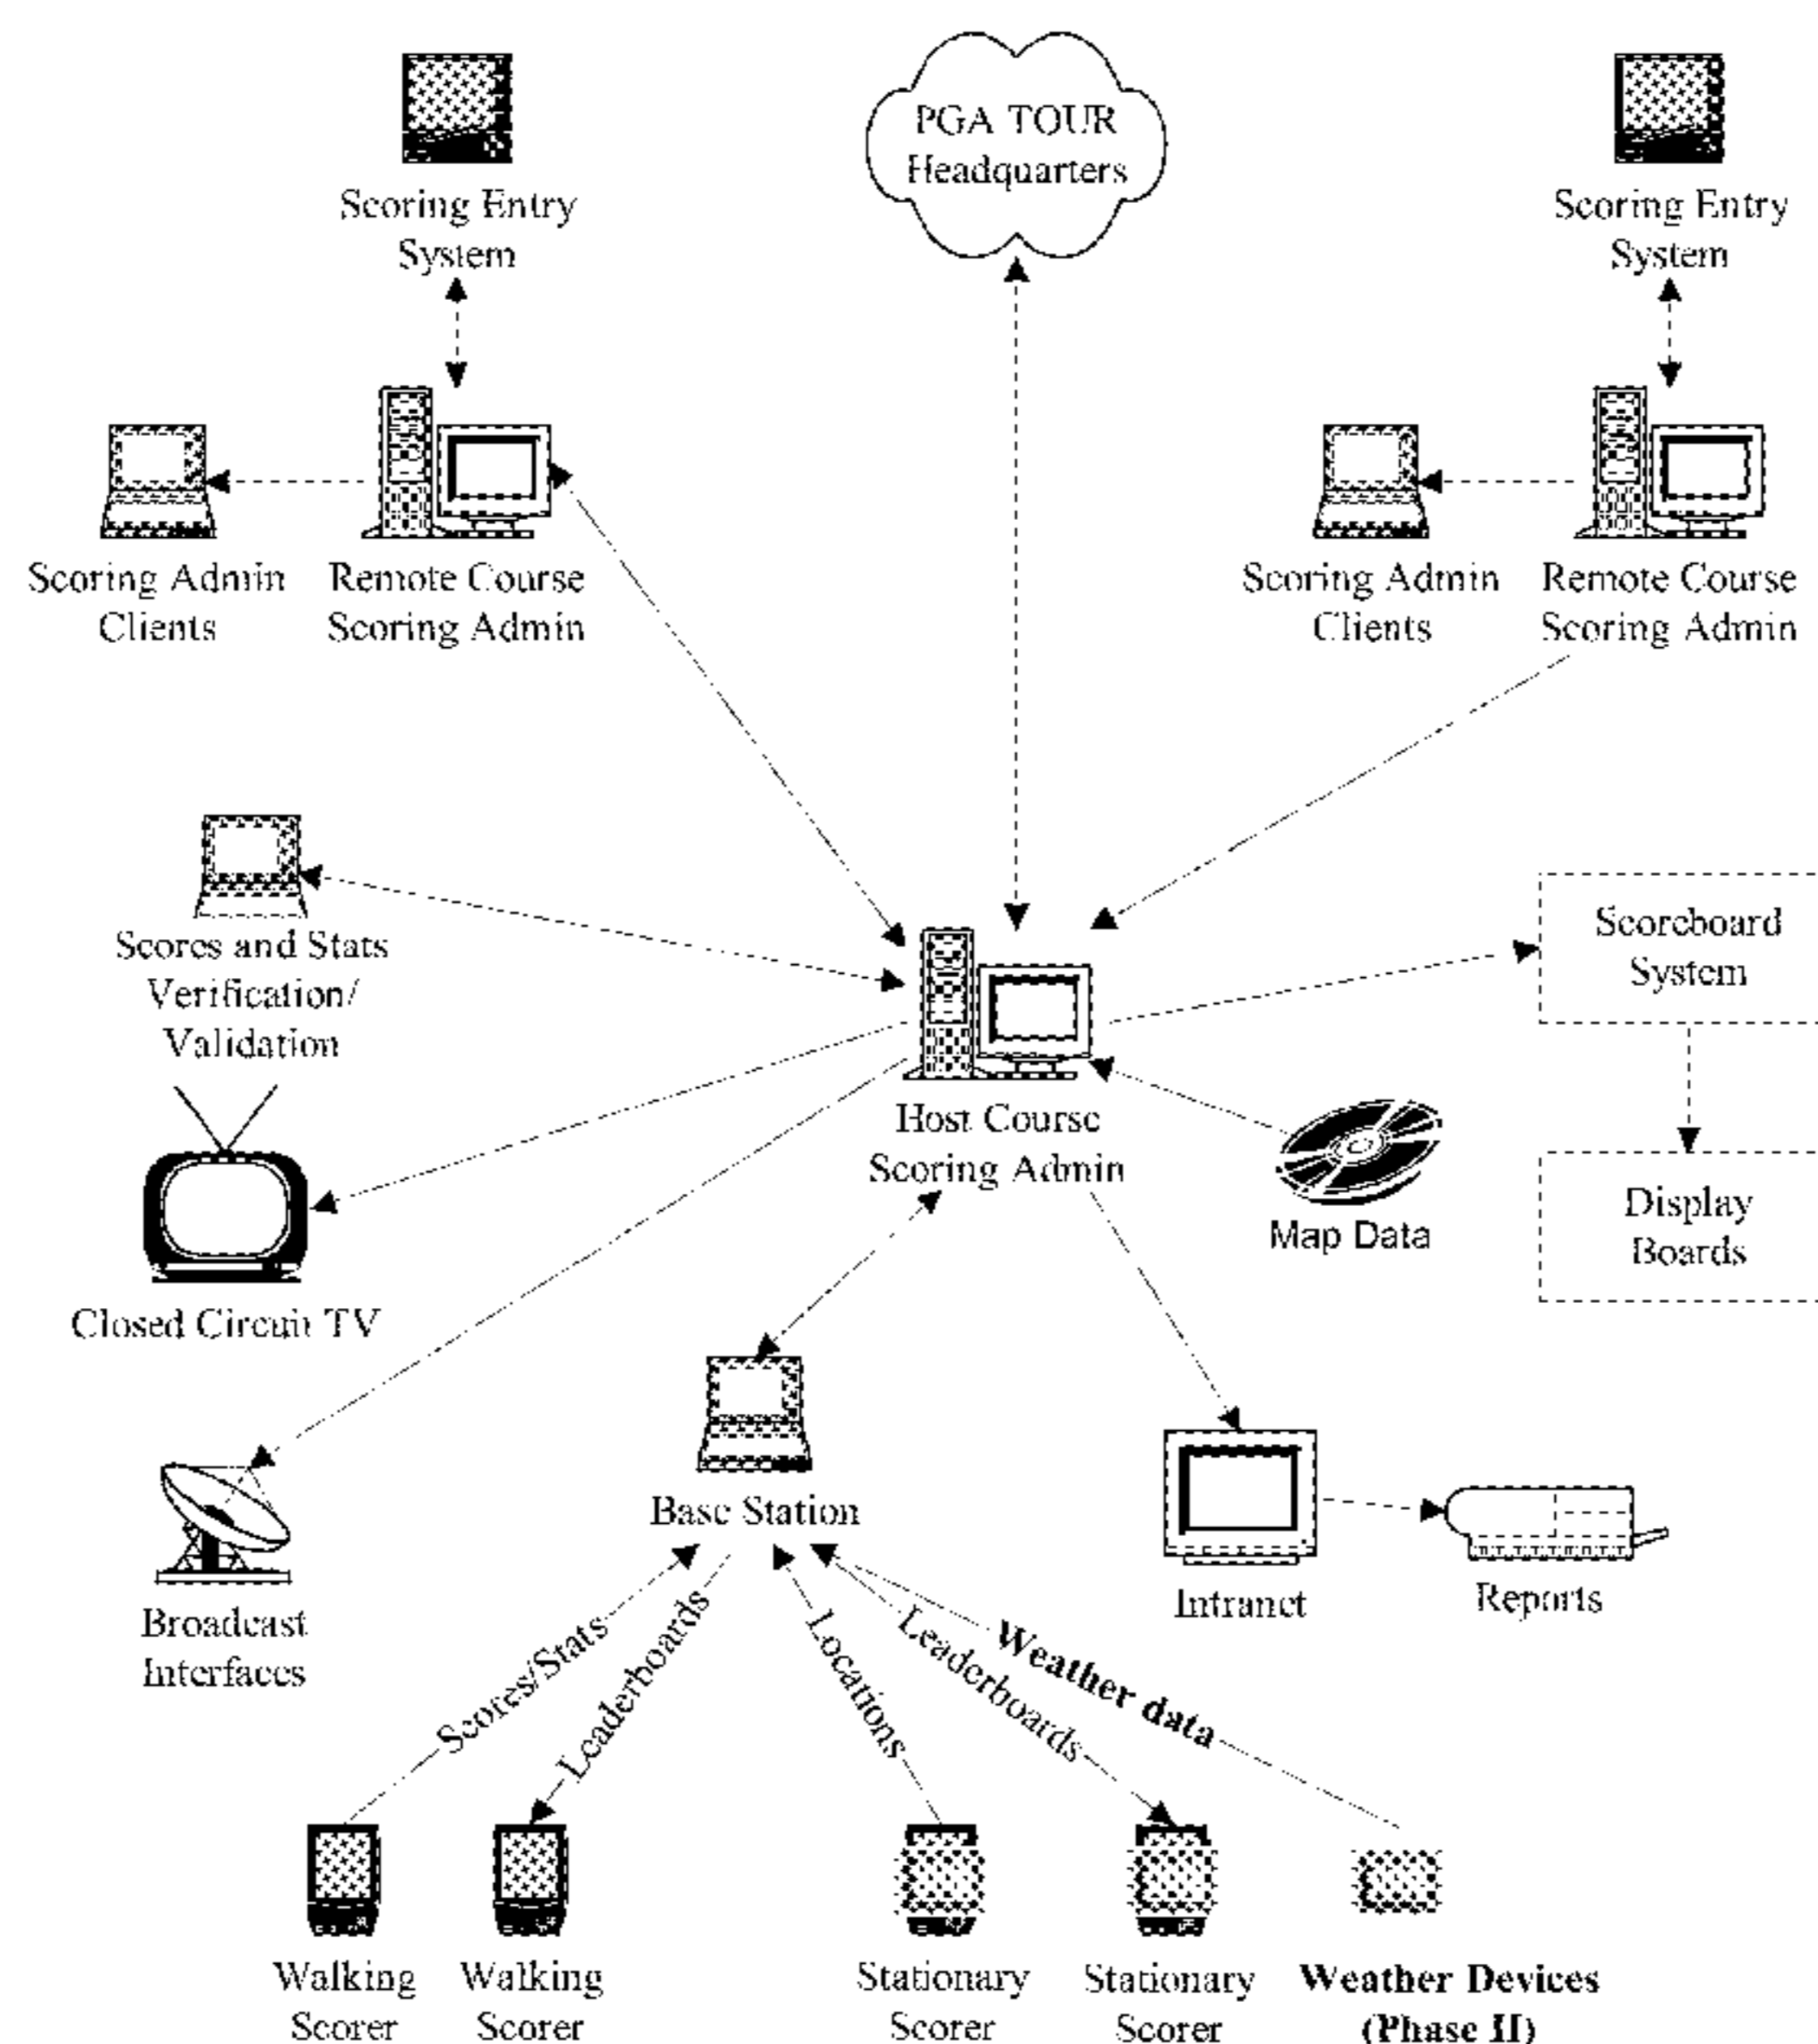 PGA TOUR
Headquarters
Scoring Entry
System
Scoring Entry
System
Scoring Admin
Clients
Remote Course
Scoring Admin
Scoring Admin
Clients
Remote Course
Scoring Admin
Scores and Stats
Verification/
Validation
Scoreboard
System
Host Course
Scoring Admin
Map Data
Display
Boards
Closed Circuit TV
Base Station
Intranet
Reports
Broadcast
Interfaces
Scores/Stats
Leaderboards
Locations
Leaderboards
Weather data
Walking
Scorer
Walking
Scorer
Stationary
Scorer
Stationary
Scorer
Weather Devices
(Phase II)